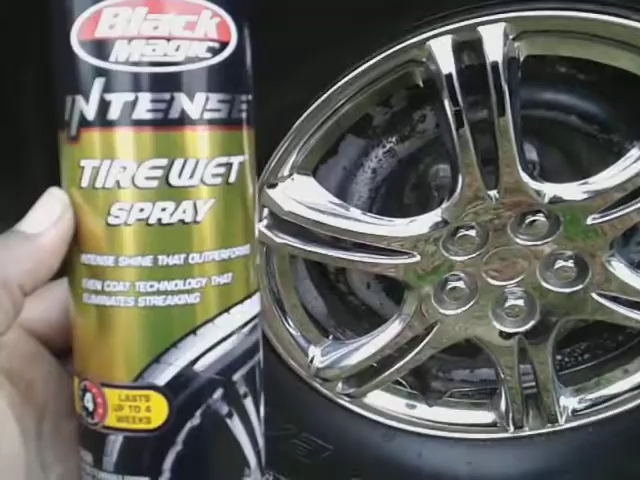 Black
Magic
INTENSE
TIRE WET
SPRAY
INTENSE SHINE THAT OUTPERFORMS
EVEN COAT TECHNOLOGY THAT
ELIMINATES STREAKING
4
LASTS
UP TO 4
WEEKS